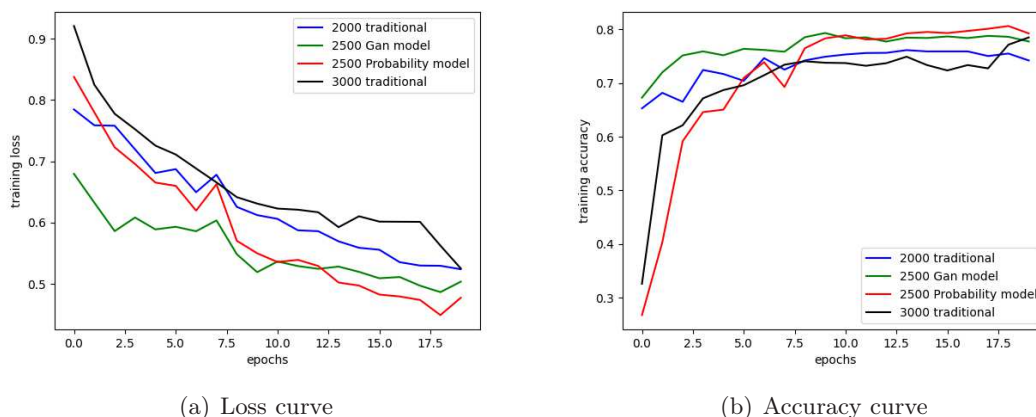 2000 traditional
2500 Gan model
2500 Probability model
3000 traditional
training loss
0.9
0.8
0.7
0.6
0.5
0.0 2.5 5.0 7.5 10.0 12.5 15.0 17.5
epochs
(a) Loss curve
training accuracy
0.8
0.7
0.6
0.5
0.4
0.3
2000 traditional
2500 Gan model
2500 Probability model
3000 traditional
0.0 2.5 5.0 7.5 10.0 12.5 15.0 17.5
epochs
(b) Accuracy curve